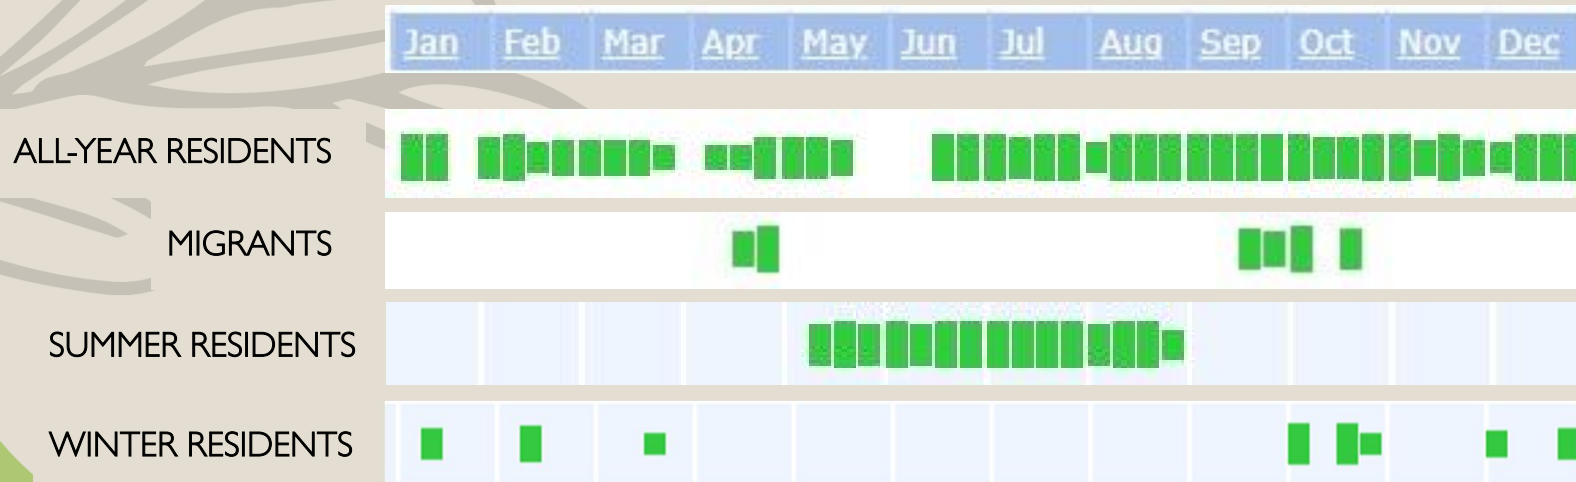 Jan Feb Mar Apr May Jun Jul Aug Sep Oct Nov Dec
ALL-YEAR RESIDENTS
MIGRANTS
SUMMER RESIDENTS
WINTER RESIDENTS